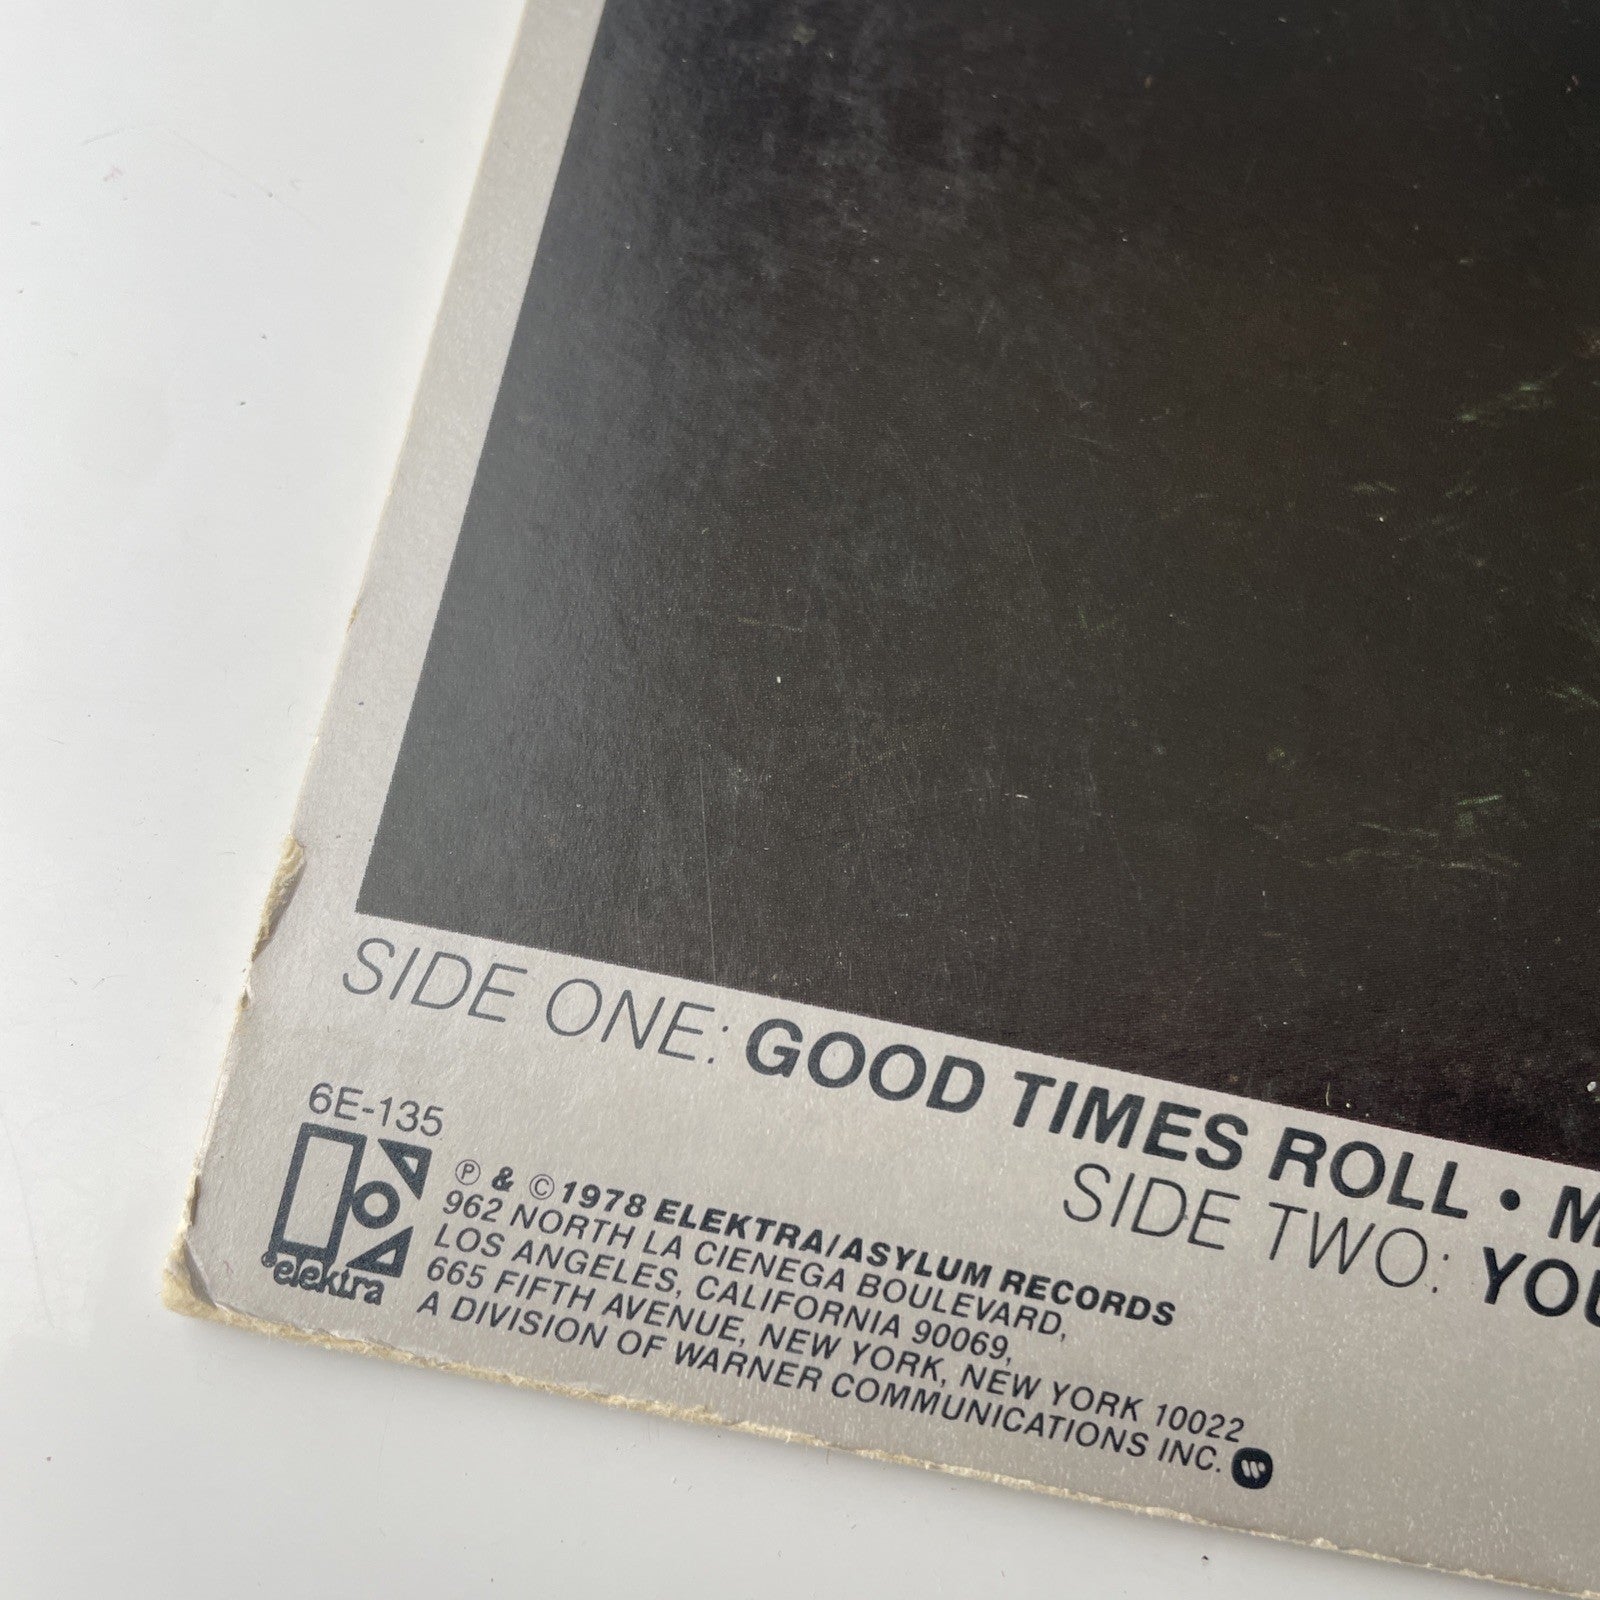 SIDE ONE: GOOD TIMES ROLL •
SIDE TWO:
6E-135
elektra
Ⓟ & © 1978 ELEKTRA/ASYLUM RECORDS
962 NORTH LA CIENEGA BOULEVARD,
LOS ANGELES, CALIFORNIA 90069,
665 FIFTH AVENUE, NEW YORK, NEW YORK 10022
A DIVISION OF WARNER COMMUNICATIONS INC.